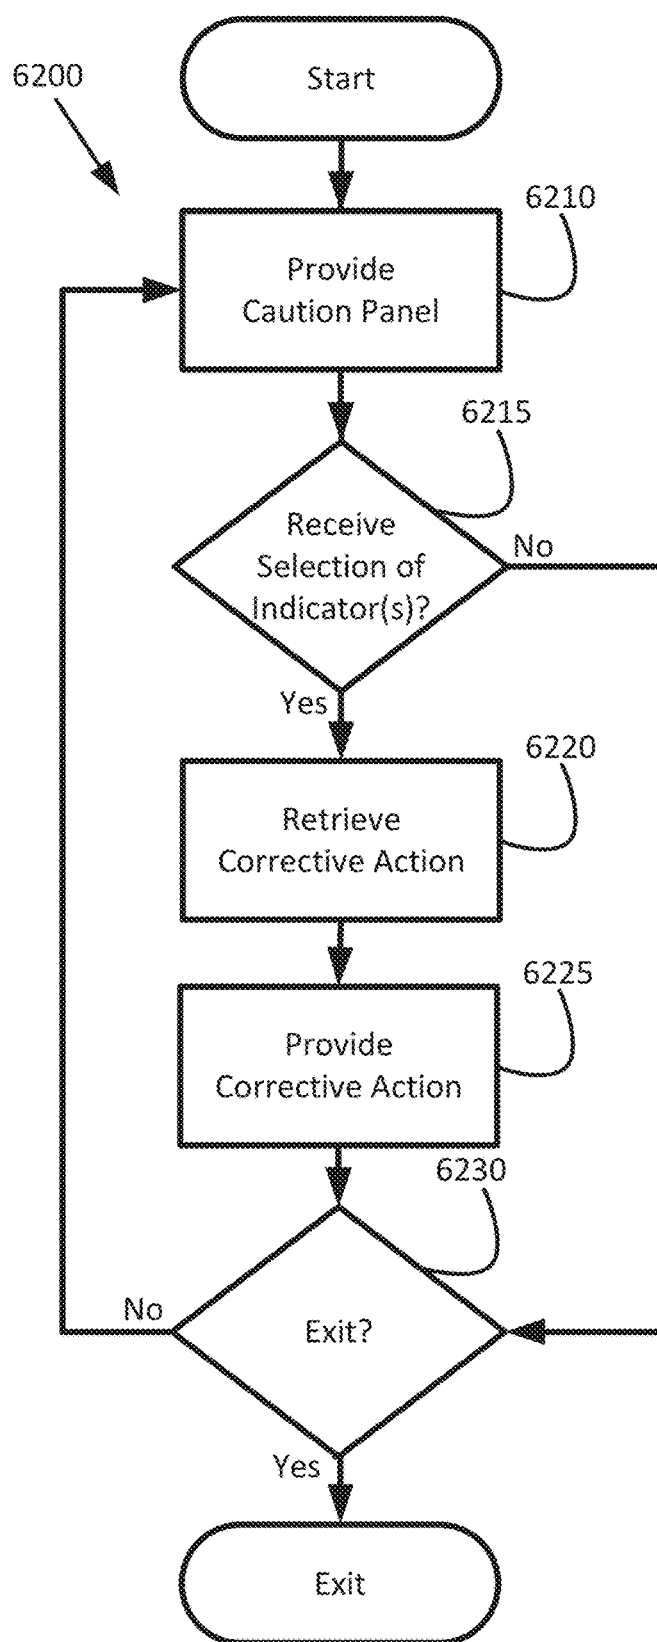 6200
Start
6210
Provide
Caution Panel
6215
Receive
Selection of
Indicator(s)?
No
Yes
6220
Retrieve
Corrective Action
6225
Provide
Corrective Action
6230
No
Exit?
Yes
Exit